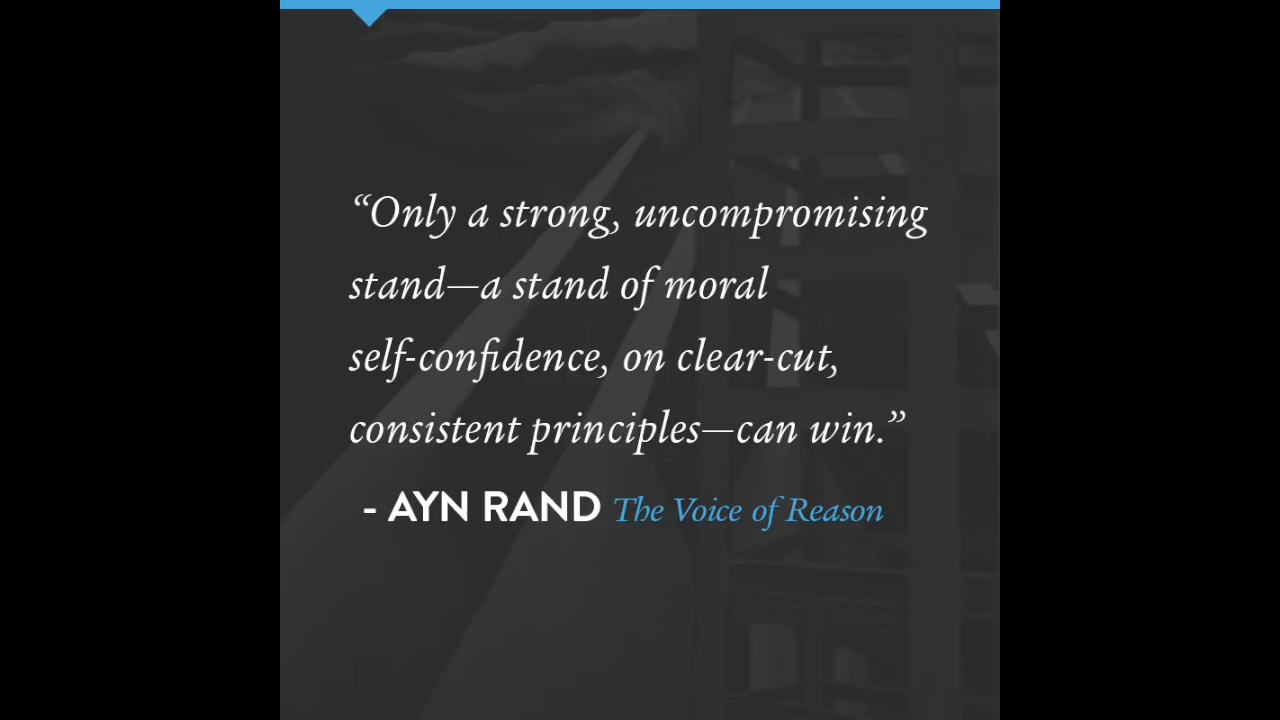 “Only a strong, uncompromising
stand—a stand of moral
self-confidence, on clear-cut,
consistent principles—can win.”
- AYN RAND The Voice of Reason